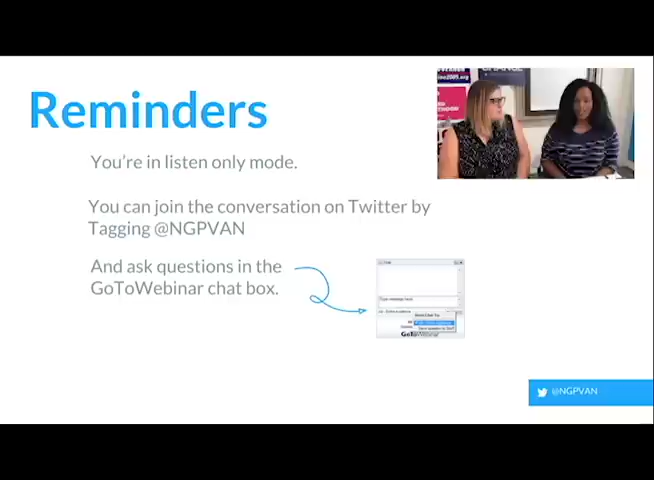 Reminders
You're in listen only mode.
You can join the conversation on Twitter by
Tagging @NGPVAN
And ask questions in the
GoToWebinar chat box.
@NGPVAN